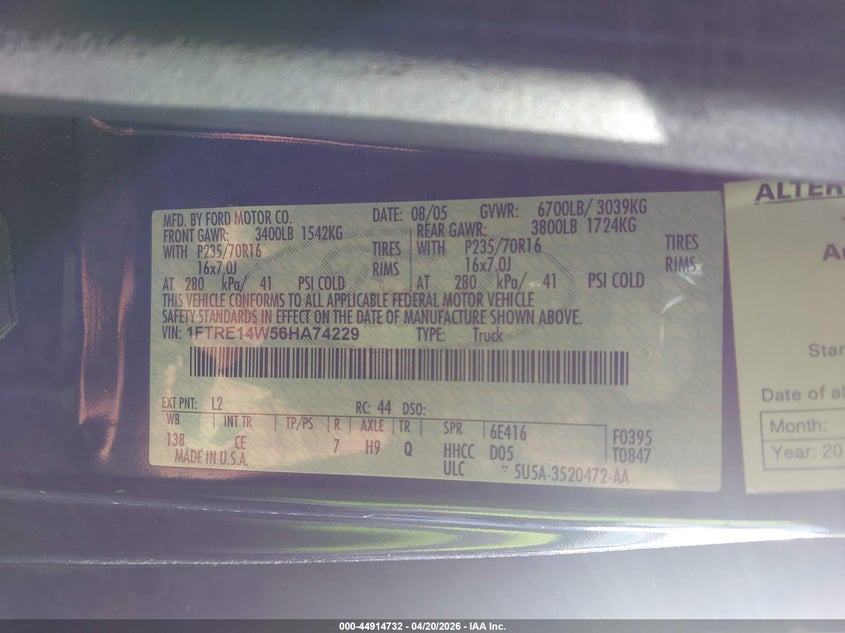 MFD. BY FORD MOTOR CO. DATE: 08/05 GVWR: 6700LB/ 3039KG
FRONT GAWR: 3400LB 1542KG REAR GAWR: 3800LB 1724KG
WITH P235/70R16 TIRES WITH P235/70R16 TIRES
16x7.0J RIMS 16x7.0J RIMS
AT 280 kPa/ 41 PSI COLD AT 280 kPa/ 41 PSI COLD
THIS VEHICLE CONFORMS TO ALL APPLICABLE FEDERAL MOTOR VEHICLE
SAFETY STANDARDS IN EFFECT ON THE DATE OF MANUFACTURE SHOWN ABOVE.
VIN: 1FTRE14W56HA74229 TYPE: Truck
EXT PNT: L2 RC: 44 DSO:
WB INT TR TP/PS R AXLE TR SPR 6E416 F0395
138 CE 7 H9 Q HHCC D05 T0847
MADE IN U.S.A. ULC 5U5A-3520472-AA
ALTER
Au
Star
Date of al
Month:
Year: 20
000-44914732 - 04/20/2026 - IAA Inc.